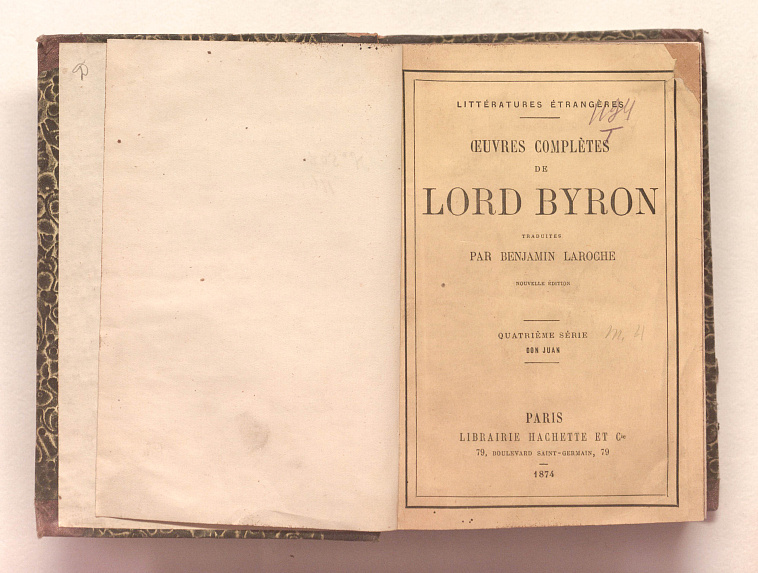 LITTÉRATURES ÉTRANGÈRES
ŒUVRES COMPLÈTES
DE
LORD BYRON
TRADUITES
PAR BENJAMIN LAROCHE
NOUVELLE ÉDITION
QUATRIÈME SÉRIE
DON JUAN
PARIS
LIBRAIRIE HACHETTE ET Cie
79, BOULEVARD SAINT-GERMAIN, 79
1874